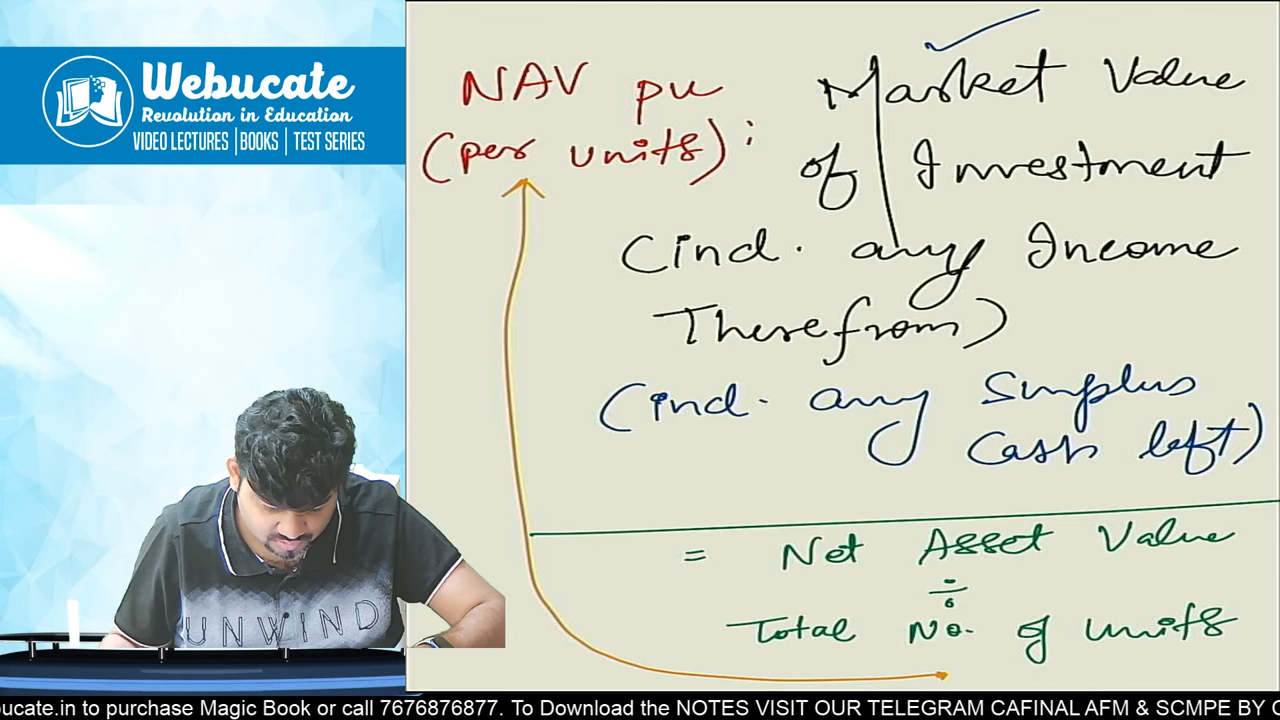 Webucate
Revolution in Education
VIDEO LECTURES | BOOKS | TEST SERIES
NAV pu
(per units):
Market Value
of Investment
(incl. any Income
Therefrom)
(incl. any Surplus
Cash left)
= Net Asset Value
÷
Total No. of units
UNWIND
ucate.in to purchase Magic Book or call 7676876877. To Download the NOTES VISIT OUR TELEGRAM CAFINAL AFM & SCMPE BY C